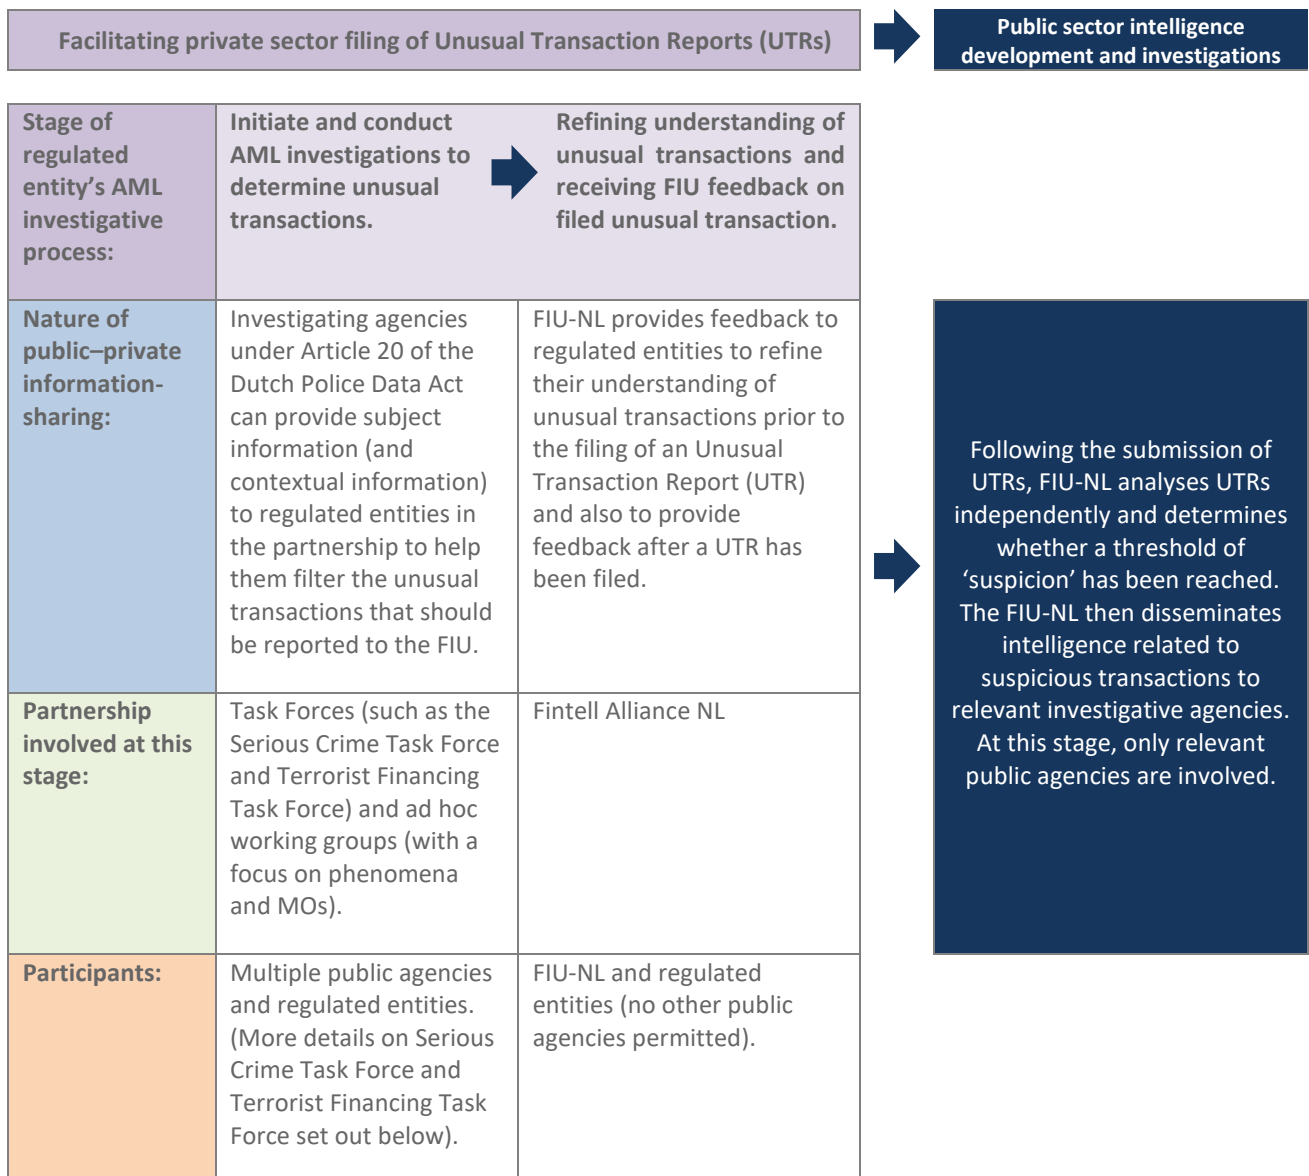 Facilitating private sector filing of Unusual Transaction Reports (UTRs)
Public sector intelligence
development and investigations
Stage of
regulated
entity’s AML
investigative
process:
Initiate and conduct
AML investigations to
determine unusual
transactions.
Refining understanding of
unusual transactions and
receiving FIU feedback on
filed unusual transaction.
Nature of
public–private
information-
sharing:
Investigating agencies
under Article 20 of the
Dutch Police Data Act
can provide subject
information (and
contextual information)
to regulated entities in
the partnership to help
them filter the unusual
transactions that should
be reported to the FIU.
FIU-NL provides feedback to
regulated entities to refine
their understanding of
unusual transactions prior to
the filing of an Unusual
Transaction Report (UTR)
and also to provide
feedback after a UTR has
been filed.
Following the submission of
UTRs, FIU-NL analyses UTRs
independently and determines
whether a threshold of
‘suspicion’ has been reached.
The FIU-NL then disseminates
intelligence related to
suspicious transactions to
relevant investigative agencies.
At this stage, only relevant
public agencies are involved.
Partnership
involved at this
stage:
Task Forces (such as the
Serious Crime Task Force
and Terrorist Financing
Task Force) and ad hoc
working groups (with a
focus on phenomena
and MOs).
Fintell Alliance NL
Participants:
Multiple public agencies
and regulated entities.
(More details on Serious
Crime Task Force and
Terrorist Financing Task
Force set out below).
FIU-NL and regulated
entities (no other public
agencies permitted).